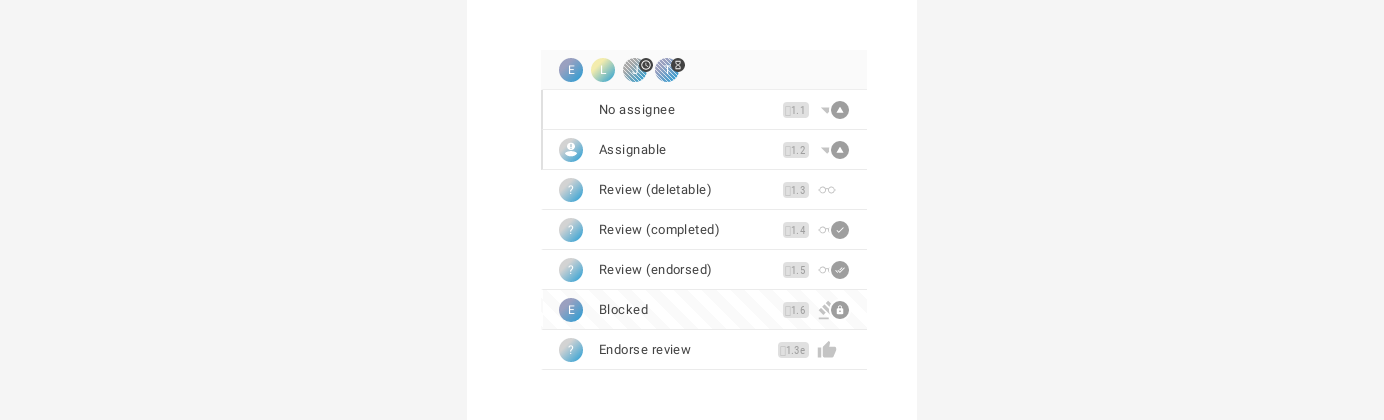 E L J T
No assignee 1.1
Assignable 1.2
? Review (deletable) 1.3
? Review (completed) 1.4
? Review (endorsed) 1.5
E Blocked 1.6
? Endorse review 1.3e